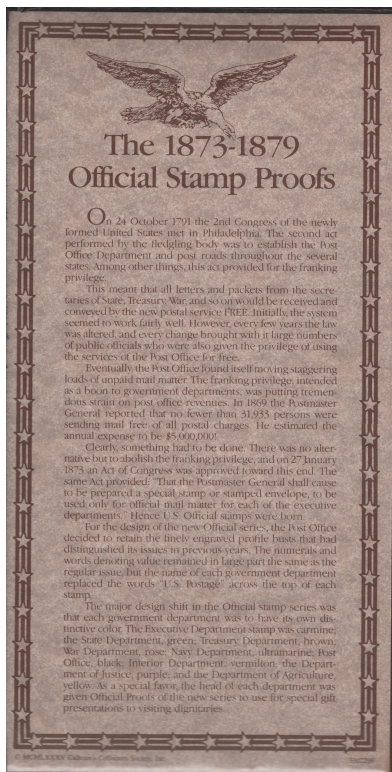 The 1873-1879
Official Stamp Proofs
On 24 October 1791 the 2nd Congress of the newly
formed United States met in Philadelphia. The second act
performed by the fledgling body was to establish the Post
Office Department and post roads throughout the several
states. Among other things, this act provided for the franking
privilege.
This meant that all letters and packets from the secre-
taries of State, Treasury, War, and so on would be received and
conveyed by the new postal service FREE. Initially, the system
seemed to work fairly well. However, every few years the law
was altered, and every change brought with it large numbers
of public officials who were also given the privilege of using
the services of the Post Office for free.
Eventually, the Post Office found itself moving staggering
loads of unpaid mail matter. The franking privilege, intended
as a boon to government departments, was putting tremen-
dous strain on post office revenues. In 1869 the Postmaster
General reported that no fewer than 31,933 persons were
sending mail free of all postal charges. He estimated the
annual expense to be $5,000,000!
Clearly, something had to be done. There was no alter-
native but to abolish the franking privilege, and on 27 January
1873 an Act of Congress was approved toward this end. The
same Act provided: "That the Postmaster General shall cause
to be prepared a special stamp or stamped envelope, to be
used only for official mail matter for each of the executive
departments." Hence U.S. Official stamps were born.
For the design of the new Official series, the Post Office
decided to retain the finely engraved profile busts that had
distinguished its issues in previous years. The numerals and
words denoting value remained in large part the same as the
regular issue, but the name of each government department
replaced the words "U.S. Postage" across the top of each
stamp.
The major design shift in the Official stamp series was
that each government department was to have its own dis-
tinctive color. The Executive Department stamp was carmine;
the State Department, green; Treasury Department, brown;
War Department, rose; Navy Department, ultramarine; Post
Office, black; Interior Department, vermilion; the Depart-
ment of Justice, purple; and the Department of Agriculture,
yellow. As a special favor, the head of each department was
given Official Proofs of the new series to use for special gift
presentations to visiting dignitaries.
© MCMLXXXV Calhoun's Collectors Society, Inc.